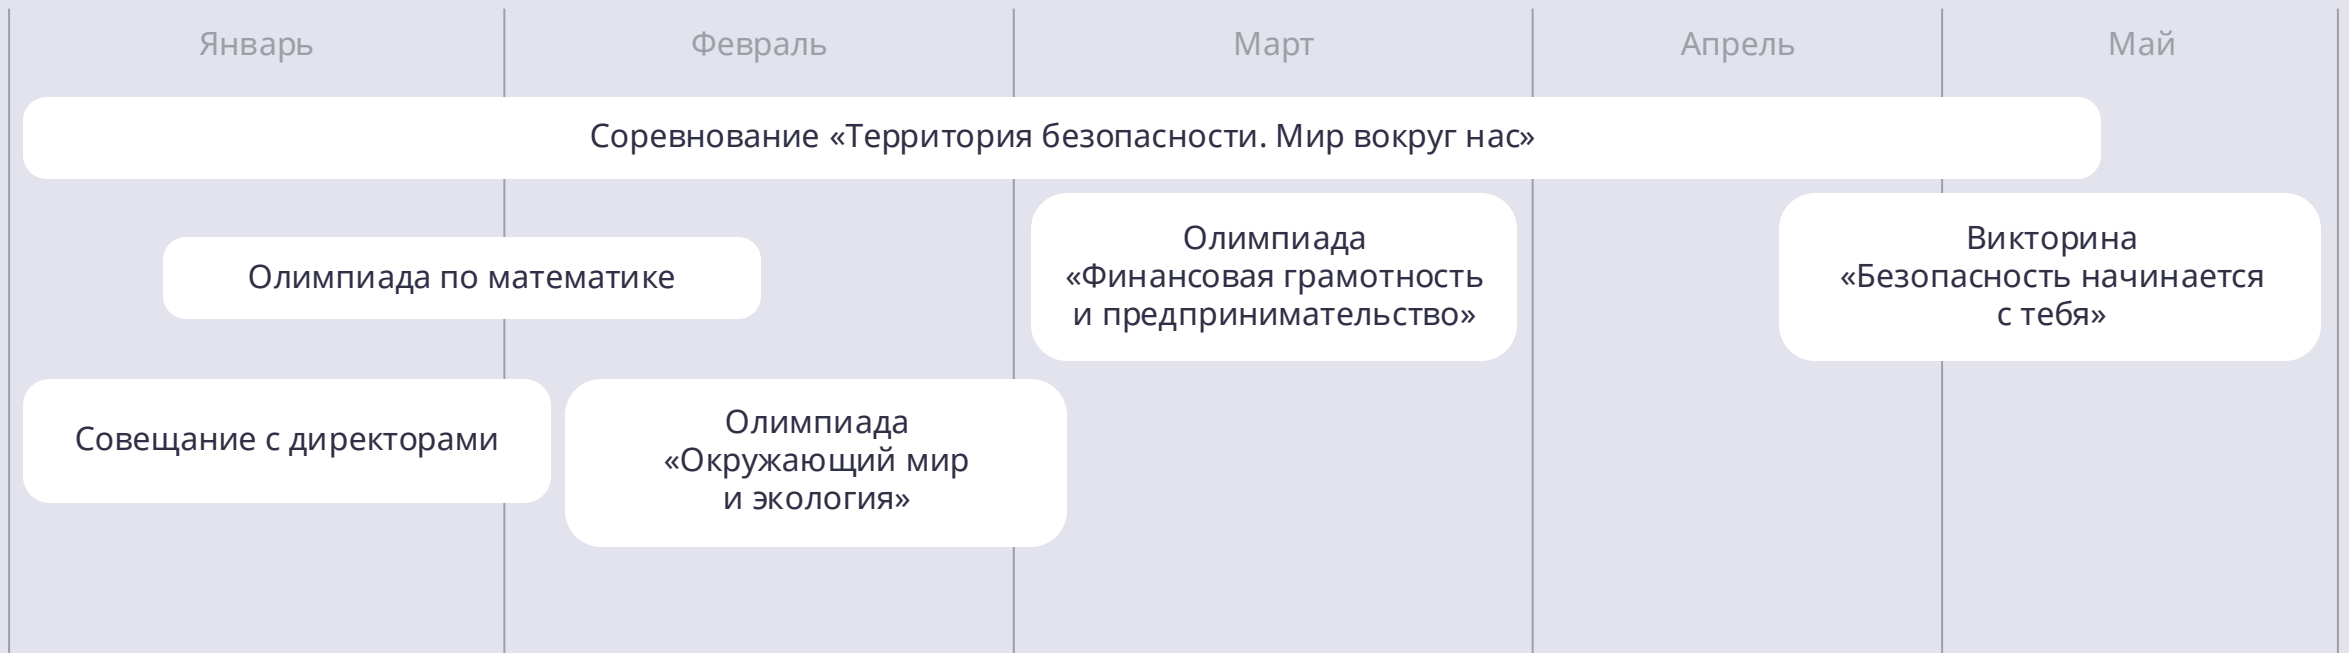 Январь
Февраль
Март
Апрель
Май
Соревнование «Территория безопасности. Мир вокруг нас»
Олимпиада по математике
Олимпиада
«Финансовая грамотность
и предпринимательство»
Викторина
«Безопасность начинается
с тебя»
Совещание с директорами
Олимпиада
«Окружающий мир
и экология»